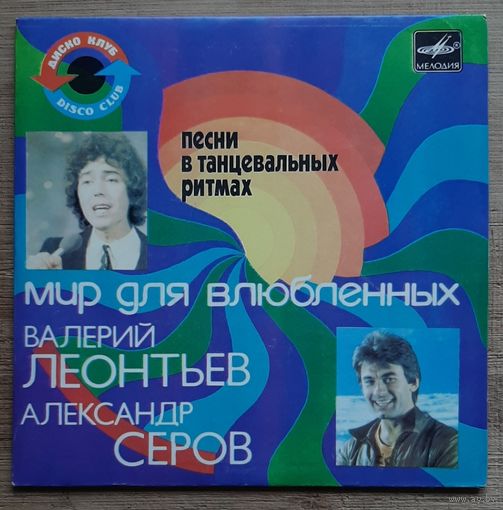 ДИСКО КЛУБ
DISCO CLUB
МЕЛОДИЯ
песни
в танцевальных
ритмах
мир для влюбленных
ВАЛЕРИЙ
ЛЕОНТЬЕВ
АЛЕКСАНДР
СЕРОВ